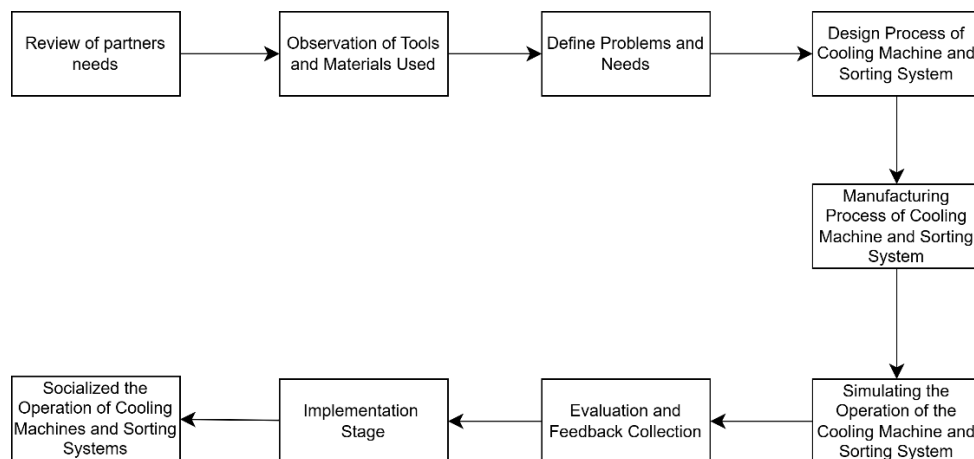 Review of partners
needs
Observation of Tools
and Materials Used
Define Problems and
Needs
Design Process of
Cooling Machine and
Sorting System
Manufacturing
Process of Cooling
Machine and Sorting
System
Simulating the
Operation of the
Cooling Machine and
Sorting System
Evaluation and
Feedback Collection
Implementation
Stage
Socialized the
Operation of Cooling
Machines and Sorting
Systems